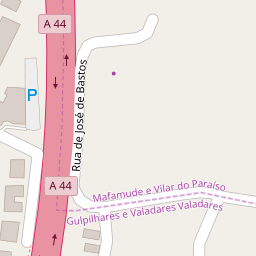 A 44
P
Rua de José de Bastos
A 44
Mafamude e Vilar do Paraíso
Gulpilhares e Valadares Valadares